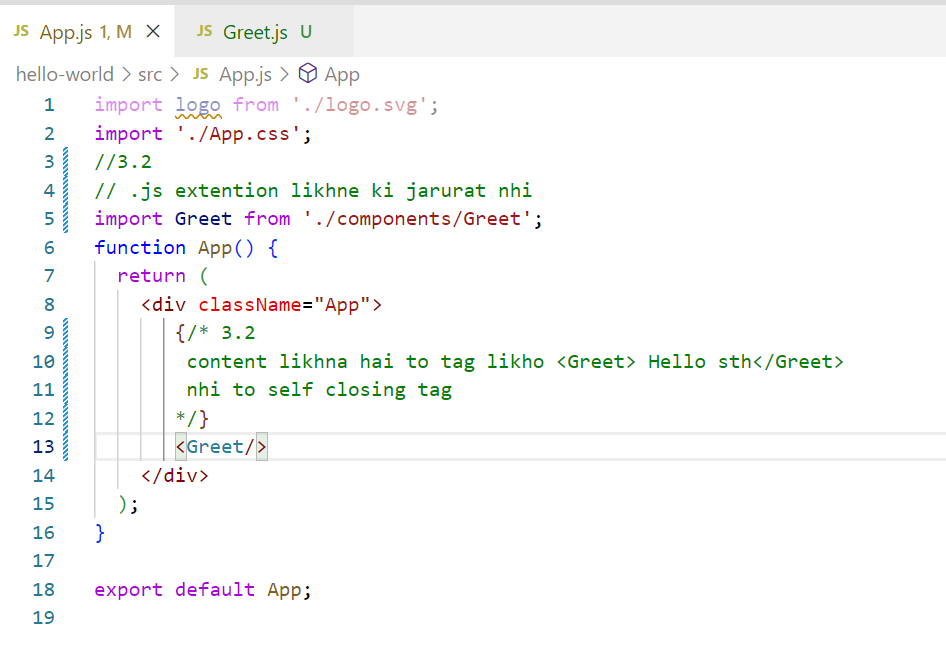 JS App.js 1, M
JS Greet.js U
hello-world > src > JS App.js > App
1 import logo from './logo.svg';
2 import './App.css';
3 //3.2
4 // .js extention likhne ki jarurat nhi
5 import Greet from './components/Greet';
6 function App() {
7 return (
8 <div className="App">
9 {/* 3.2
10 content likhna hai to tag likho <Greet> Hello sth</Greet>
11 nhi to self closing tag
12 */}
13 <Greet/>
14 </div>
15 );
16 }
17
18 export default App;
19